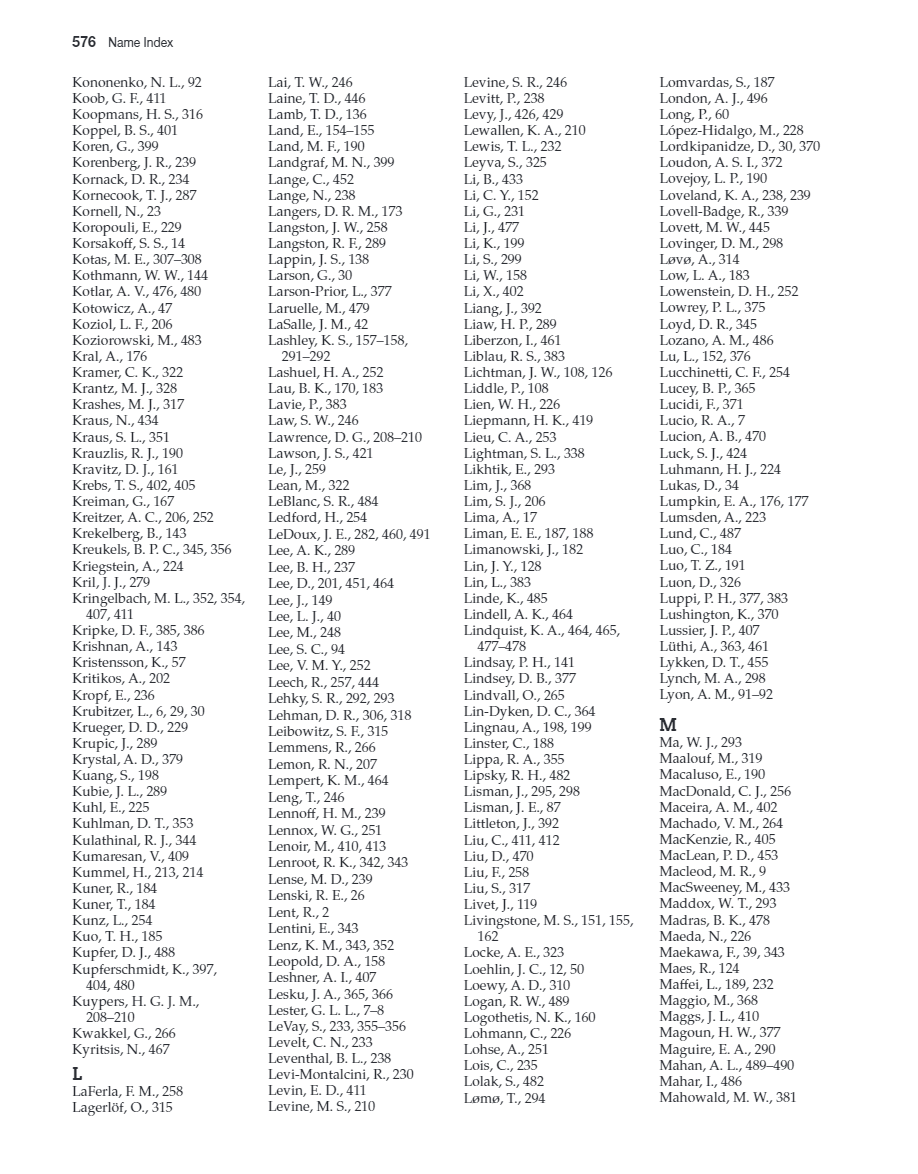 576 Name Index
Kononenko, N. L., 92
Koob, G. F., 411
Koopmans, H. S., 316
Koppel, B. S., 401
Koren, G., 399
Korenberg, J. R., 239
Kornack, D. R., 234
Kornecook, T. J., 287
Kornell, N., 23
Koropouli, E., 229
Korsakoff, S. S., 14
Kotas, M. E., 307–308
Kothmann, W. W., 144
Kotlar, A. V., 476, 480
Kotowicz, A., 47
Koziol, L. F., 206
Koziorowski, M., 483
Kral, A., 176
Kramer, C. K., 322
Krantz, M. J., 328
Krashes, M. J., 317
Kraus, N., 434
Kraus, S. L., 351
Krauzlis, R. J., 190
Kravitz, D. J., 161
Krebs, T. S., 402, 405
Kreiman, G., 167
Kreitzer, A. C., 206, 252
Krekelberg, B., 143
Kreukels, B. P. C., 345, 356
Kriegstein, A., 224
Kril, J. J., 279
Kringelbach, M. L., 352, 354,
407, 411
Kripke, D. F., 385, 386
Krishnan, A., 143
Kristensson, K., 57
Kritikos, A., 202
Kropf, E., 236
Krubitzer, L., 6, 29, 30
Krueger, D. D., 229
Krupic, J., 289
Krystal, A. D., 379
Kuang, S., 198
Kubie, J. L., 289
Kuhl, E., 225
Kuhlman, D. T., 353
Kulathinal, R. J., 344
Kumaresan, V., 409
Kummel, H., 213, 214
Kuner, R., 184
Kuner, T., 184
Kunz, L., 254
Kuo, T. H., 185
Kupfer, D. J., 488
Kupferschmidt, K., 397,
404, 480
Kuypers, H. G. J. M.,
208–210
Kwakkel, G., 266
Kyritsis, N., 467
L
LaFerla, F. M., 258
Lagerlöf, O., 315
Lai, T. W., 246
Laine, T. D., 446
Lamb, T. D., 136
Land, E., 154–155
Land, M. F., 190
Landgraf, M. N., 399
Lange, C., 452
Lange, N., 238
Langers, D. R. M., 173
Langston, J. W., 258
Langston, R. F., 289
Lappin, J. S., 138
Larson, G., 30
Larson-Prior, L., 377
Laruelle, M., 479
LaSalle, J. M., 42
Lashley, K. S., 157–158,
291–292
Lashuel, H. A., 252
Lau, B. K., 170, 183
Lavie, P., 383
Law, S. W., 246
Lawrence, D. G., 208–210
Lawson, J. S., 421
Le, J., 259
Lean, M., 322
LeBlanc, S. R., 484
Ledford, H., 254
LeDoux, J. E., 282, 460, 491
Lee, A. K., 289
Lee, B. H., 237
Lee, D., 201, 451, 464
Lee, J., 149
Lee, L. J., 40
Lee, M., 248
Lee, S. C., 94
Lee, V. M. Y., 252
Leech, R., 257, 444
Lehky, S. R., 292, 293
Lehman, D. R., 306, 318
Leibowitz, S. F., 315
Lemmens, R., 266
Lemon, R. N., 207
Lempert, K. M., 464
Leng, T., 246
Lennoff, H. M., 239
Lennox, W. G., 251
Lenoir, M., 410, 413
Lenroot, R. K., 342, 343
Lense, M. D., 239
Lenski, R. E., 26
Lent, R., 2
Lentini, E., 343
Lenz, K. M., 343, 352
Leopold, D. A., 158
Leshner, A. I., 407
Lesku, J. A., 365, 366
Lester, G. L. L., 7–8
LeVay, S., 233, 355–356
Levelt, C. N., 233
Leventhal, B. L., 238
Levi-Montalcini, R., 230
Levin, E. D., 411
Levine, M. S., 210
Levine, S. R., 246
Levitt, P., 238
Levy, J., 426, 429
Lewallen, K. A., 210
Lewis, T. L., 232
Leyva, S., 325
Li, B., 433
Li, C. Y., 152
Li, G., 231
Li, J., 477
Li, K., 199
Li, S., 299
Li, W., 158
Li, X., 402
Liang, J., 392
Liaw, H. P., 289
Liberzon, I., 461
Liblau, R. S., 383
Lichtman, J. W., 108, 126
Liddle, P., 108
Lien, W. H., 226
Liepmann, H. K., 419
Lieu, C. A., 253
Lightman, S. L., 338
Likhtik, E., 293
Lim, J., 368
Lim, S. J., 206
Lima, A., 17
Liman, E. E., 187, 188
Limanowski, J., 182
Lin, J. Y., 128
Lin, L., 383
Linde, K., 485
Lindell, A. K., 464
Lindquist, K. A., 464, 465,
477–478
Lindsay, P. H., 141
Lindsey, D. B., 377
Lindvall, O., 265
Lin-Dyken, D. C., 364
Lingnau, A., 198, 199
Linster, C., 188
Lippa, R. A., 355
Lipsky, R. H., 482
Lisman, J., 295, 298
Lisman, J. E., 87
Littleton, J., 392
Liu, C., 411, 412
Liu, D., 470
Liu, F., 258
Liu, S., 317
Livet, J., 119
Livingstone, M. S., 151, 155,
162
Locke, A. E., 323
Loehlin, J. C., 12, 50
Loewy, A. D., 310
Logan, R. W., 489
Logothetis, N. K., 160
Lohmann, C., 226
Lohse, A., 251
Lois, C., 235
Lolak, S., 482
Lømø, T., 294
Lomvardas, S., 187
London, A. J., 496
Long, P., 60
López-Hidalgo, M., 228
Lordkipanidze, D., 30, 370
Loudon, A. S. I., 372
Lovejoy, L. P., 190
Loveland, K. A., 238, 239
Lovell-Badge, R., 339
Lovett, M. W., 445
Lovinger, D. M., 298
Løvø, A., 314
Low, L. A., 183
Lowenstein, D. H., 252
Lowrey, P. L., 375
Loyd, D. R., 345
Lozano, A. M., 486
Lu, L., 152, 376
Lucchinetti, C. F., 254
Lucey, B. P., 365
Lucidi, F., 371
Lucio, R. A., 7
Lucion, A. B., 470
Luck, S. J., 424
Luhmann, H. J., 224
Lukas, D., 34
Lumpkin, E. A., 176, 177
Lumsden, A., 223
Lund, C., 487
Luo, C., 184
Luo, T. Z., 191
Luon, D., 326
Luppi, P. H., 377, 383
Lushington, K., 370
Lussier, J. P., 407
Lüthi, A., 363, 461
Lykken, D. T., 455
Lynch, M. A., 298
Lyon, A. M., 91–92
M
Ma, W. J., 293
Maalouf, M., 319
Macaluso, E., 190
MacDonald, C. J., 256
Maceira, A. M., 402
Machado, V. M., 264
MacKenzie, R., 405
MacLean, P. D., 453
Macleod, M. R., 9
MacSweeney, M., 433
Maddox, W. T., 293
Madras, B. K., 478
Maeda, N., 226
Maekawa, F., 39, 343
Maes, R., 124
Maffei, L., 189, 232
Maggio, M., 368
Maggs, J. L., 410
Magoun, H. W., 377
Maguire, E. A., 290
Mahan, A. L., 489–490
Mahar, I., 486
Mahowald, M. W., 381